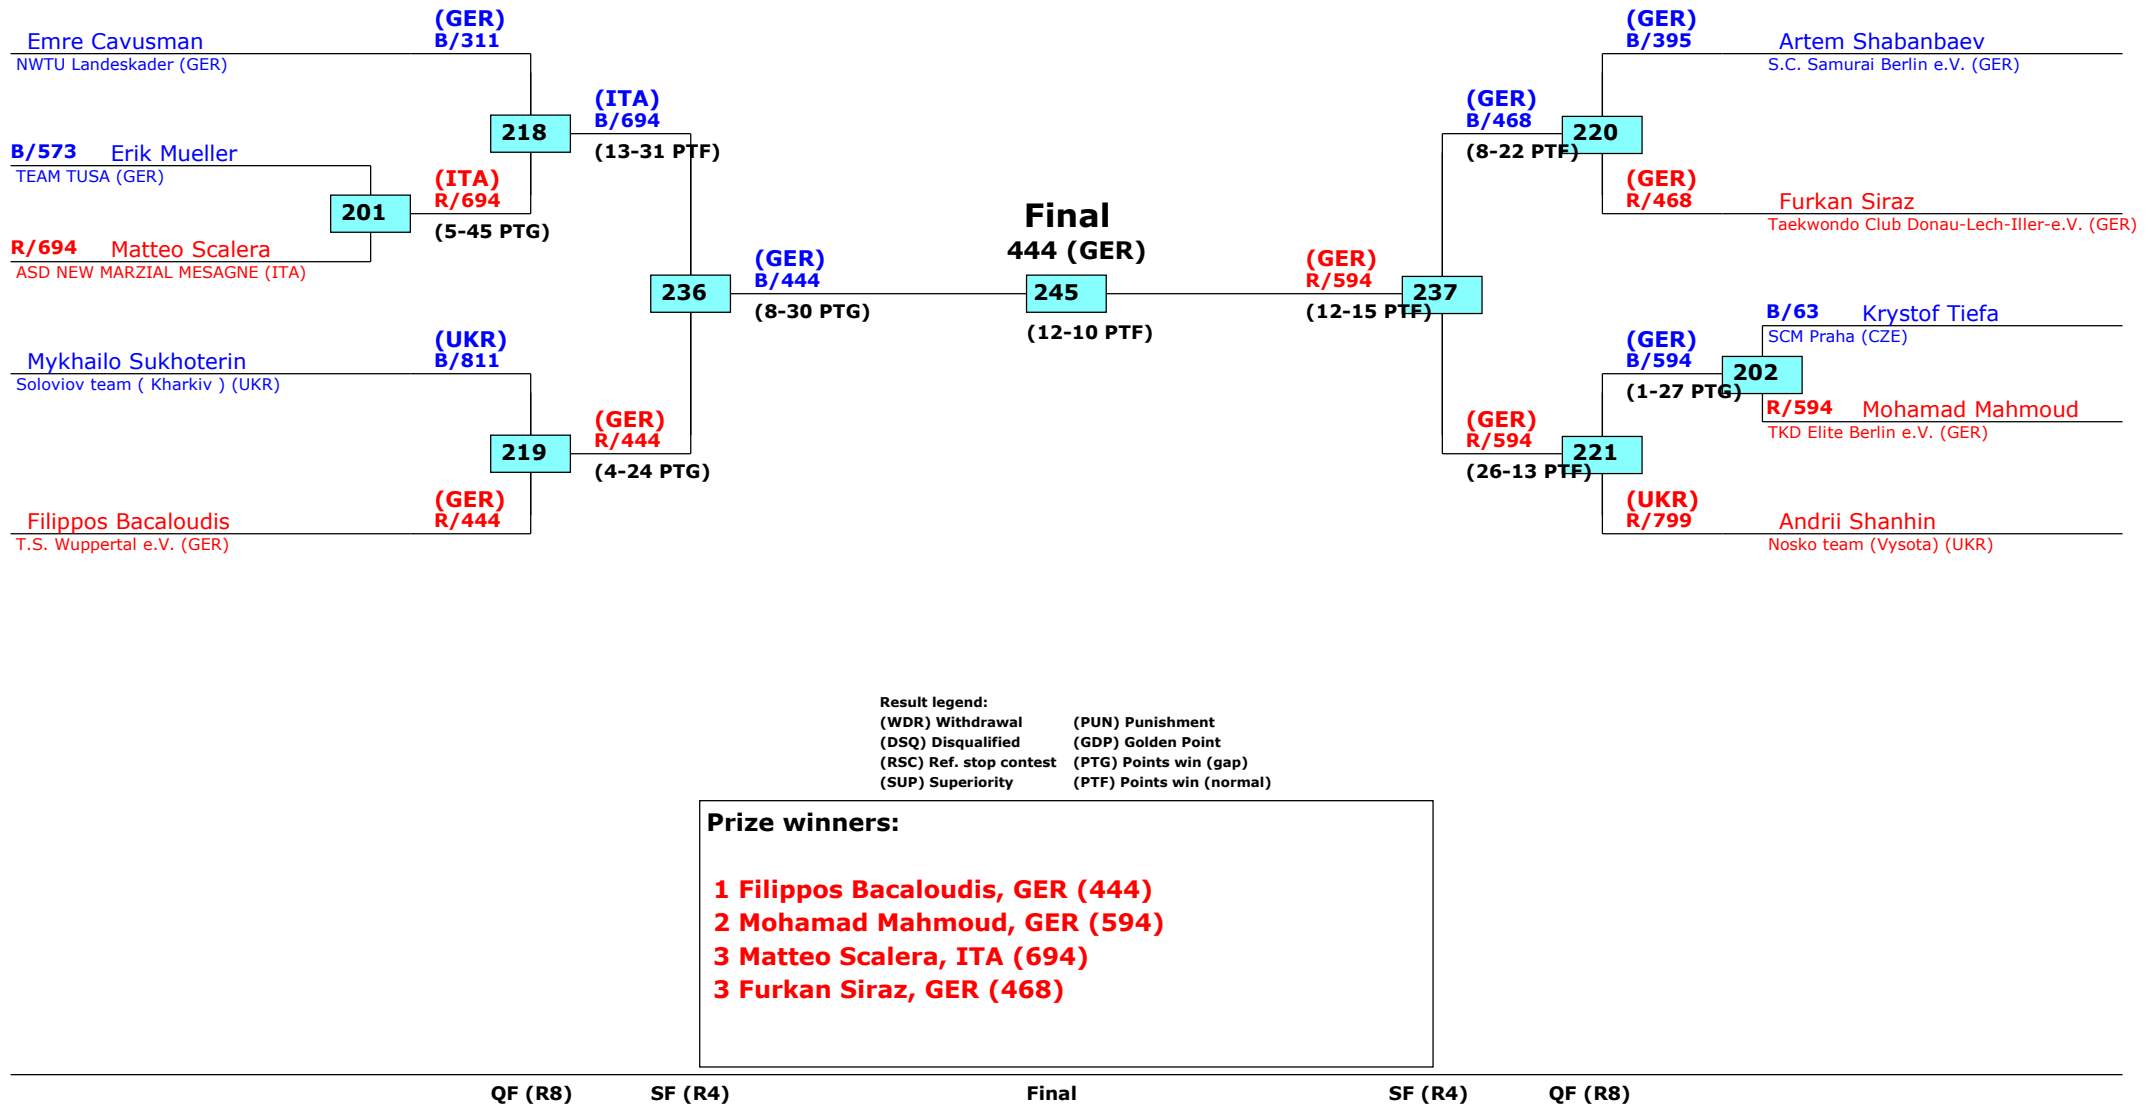 (GER)
B/311
Emre Cavusman
NWTU Landeskader (GER)
B/573 Erik Mueller
TEAM TUSA (GER)
R/694 Matteo Scalera
ASD NEW MARZIAL MESAGNE (ITA)
201
(ITA)
R/694
(5-45 PTG)
218
(ITA)
B/694
(13-31 PTF)
(UKR)
B/811
Mykhailo Sukhoterin
Soloviov team ( Kharkiv ) (UKR)
(GER)
R/444
Filippos Bacaloudis
T.S. Wuppertal e.V. (GER)
219
(GER)
R/444
(4-24 PTG)
236
(GER)
B/444
(8-30 PTG)
Final
444 (GER)
245
(12-10 PTF)
(GER)
R/594
(12-15 PTF)
237
(GER)
B/468
(8-22 PTF)
220
(GER)
B/395
Artem Shabanbaev
S.C. Samurai Berlin e.V. (GER)
(GER)
R/468
Furkan Siraz
Taekwondo Club Donau-Lech-Iller-e.V. (GER)
B/63 Krystof Tiefa
SCM Praha (CZE)
(GER)
B/594
(1-27 PTG)
202
R/594 Mohamad Mahmoud
TKD Elite Berlin e.V. (GER)
(GER)
R/594
(26-13 PTF)
221
(UKR)
R/799
Andrii Shanhin
Nosko team (Vysota) (UKR)
Result legend:
(WDR) Withdrawal (PUN) Punishment
(DSQ) Disqualified (GDP) Golden Point
(RSC) Ref. stop contest (PTG) Points win (gap)
(SUP) Superiority (PTF) Points win (normal)
Prize winners:
1 Filippos Bacaloudis, GER (444)
2 Mohamad Mahmoud, GER (594)
3 Matteo Scalera, ITA (694)
3 Furkan Siraz, GER (468)
QF (R8) SF (R4) Final SF (R4) QF (R8)